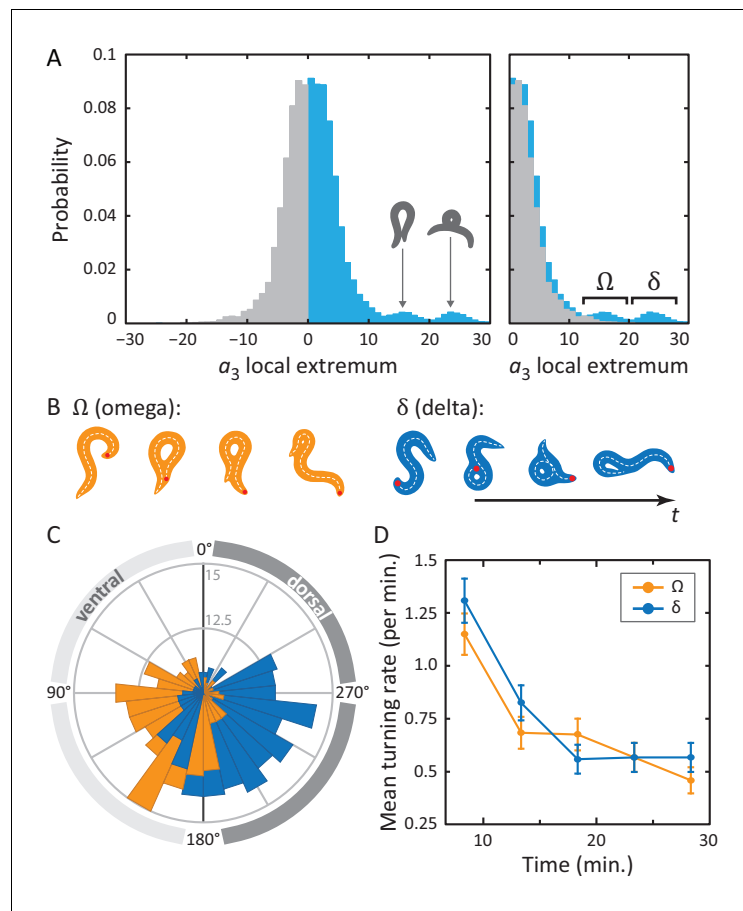 A
Probability
0.1
0.08
0.06
0.04
0.02
0
−30
−20
−10
0
10
20
30
a3 local extremum
Ω
δ
0
10
20
30
a3 local extremum
B
Ω (omega):
δ (delta):
t
C
0°
15
12.5
ventral
dorsal
90°
270°
180°
D
Mean turning rate (per min.)
1.5
1.25
1.0
0.75
0.5
0.25
Ω
δ
10
20
30
Time (min.)